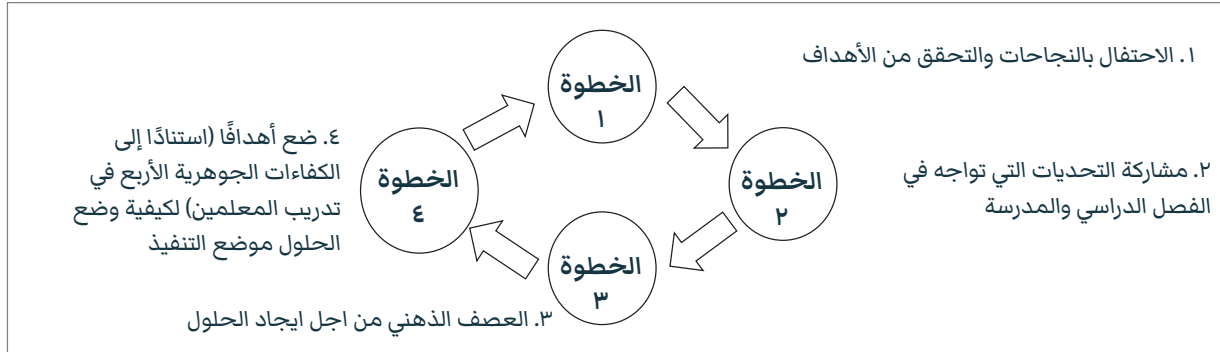 الخطوة
١
١. الاحتفال بالنجاحات والتحقق من الأهداف
الخطوة
٢
٢. مشاركة التحديات التي تواجه في
الفصل الدراسي والمدرسة
الخطوة
٣
٣. العصف الذهني من اجل ايجاد الحلول
الخطوة
٤
٤. ضع أهدافًا (استنادًا إلى
الكفاءات الجوهرية الأربع في
تدريب المعلمين) لكيفية وضع
الحلول موضع التنفيذ